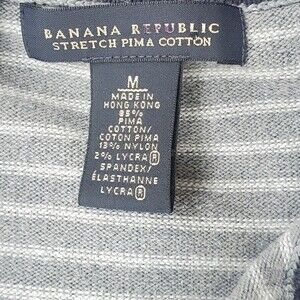 BANANA REPUBLIC
STRETCH PIMA COTTON
M
MADE IN
HONG KONG
85%
PIMA
COTTON/
COTON PIMA
13% NYLON
2% LYCRA®
SPANDEX/
ÉLASTHANNE
LYCRA®